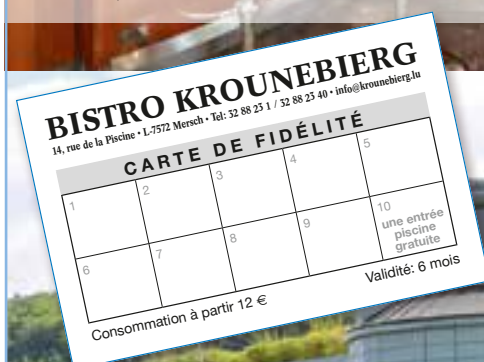 BISTRO KROUNEBIERG
14, rue de la Piscine • L-7572 Mersch • Tel: 32 88 23 1 / 32 88 23 40 • info@krounebierg.lu
CARTE DE FIDÉLITÉ
1 2 3 4 5
6 7 8 9 10
une entrée
piscine
gratuite
Consommation à partir 12 € Validité: 6 mois